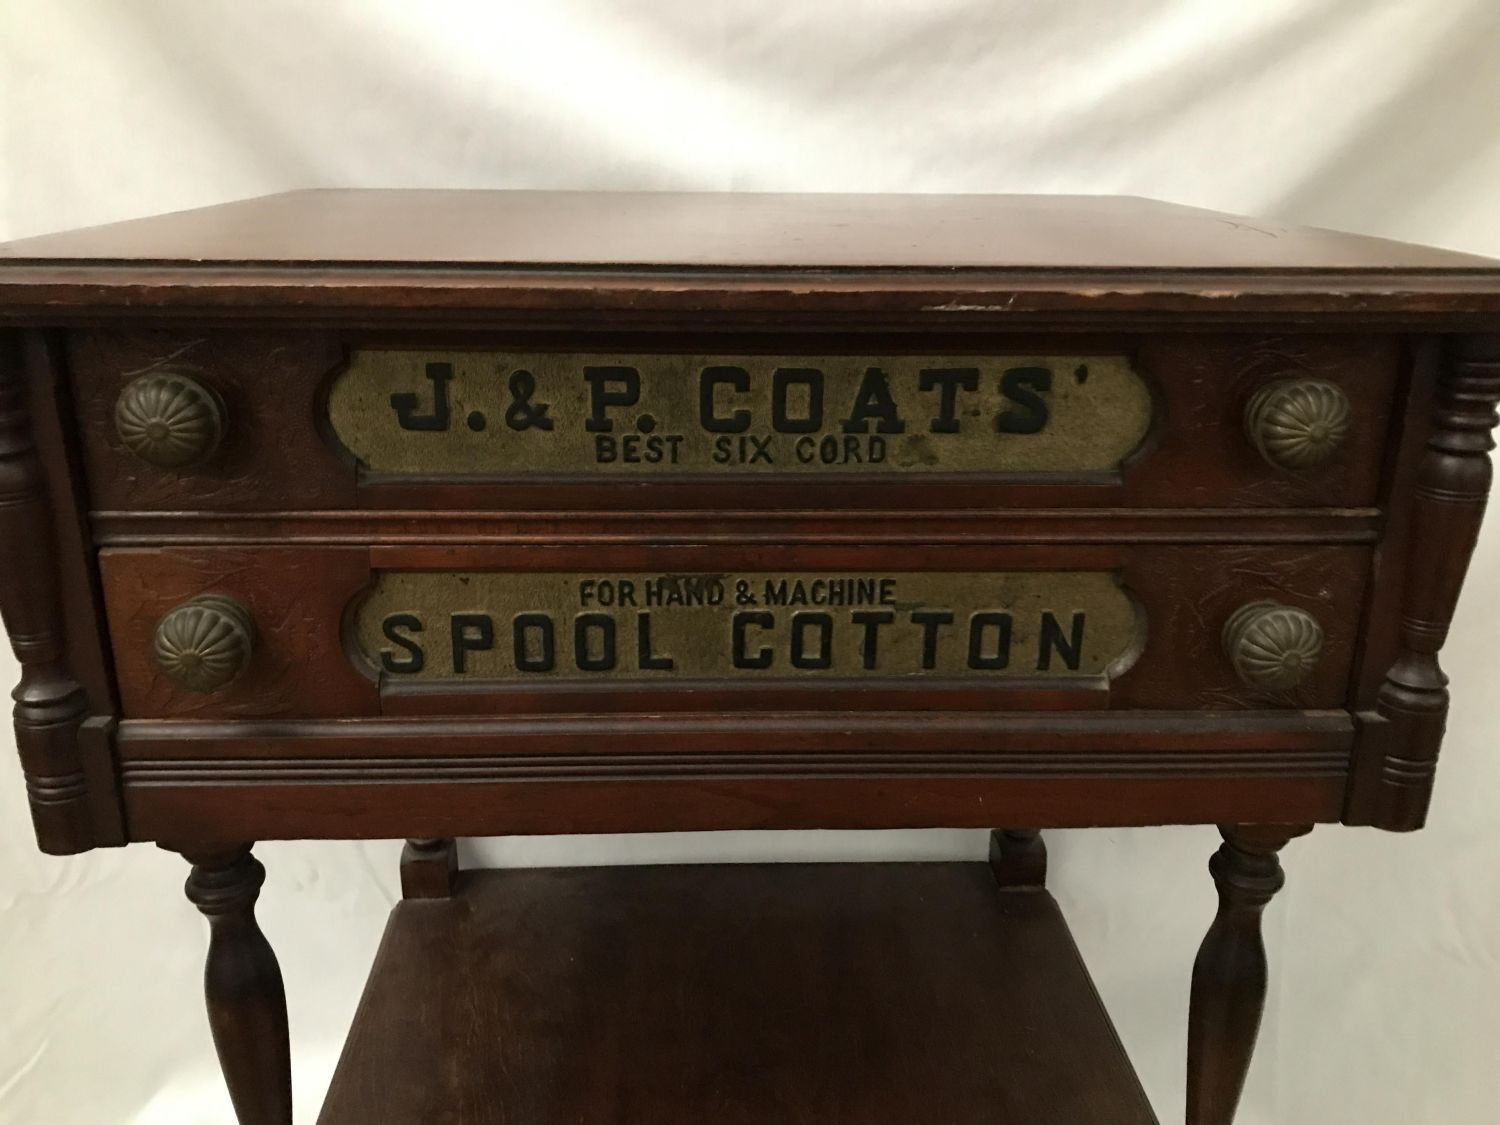 J. & P. COATS'
BEST SIX CORD
FOR HAND & MACHINE
SPOOL COTTON